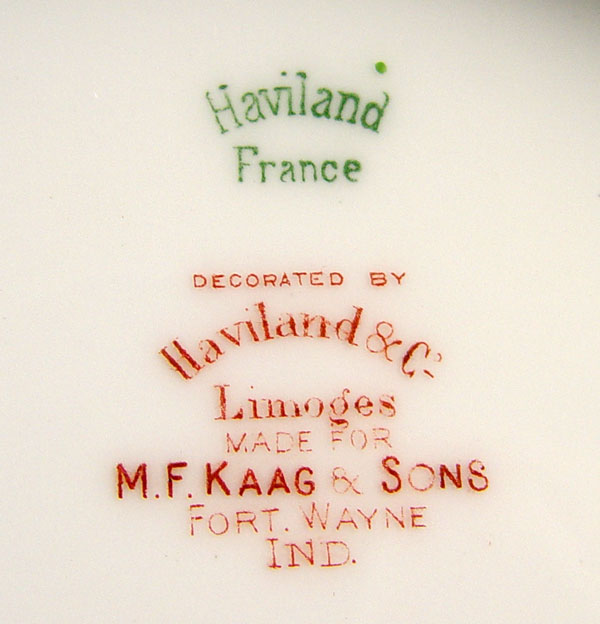 Haviland
France
DECORATED BY
Haviland & Co.
Limoges
MADE FOR
M.F. KAAG & SONS
FORT. WAYNE
IND.